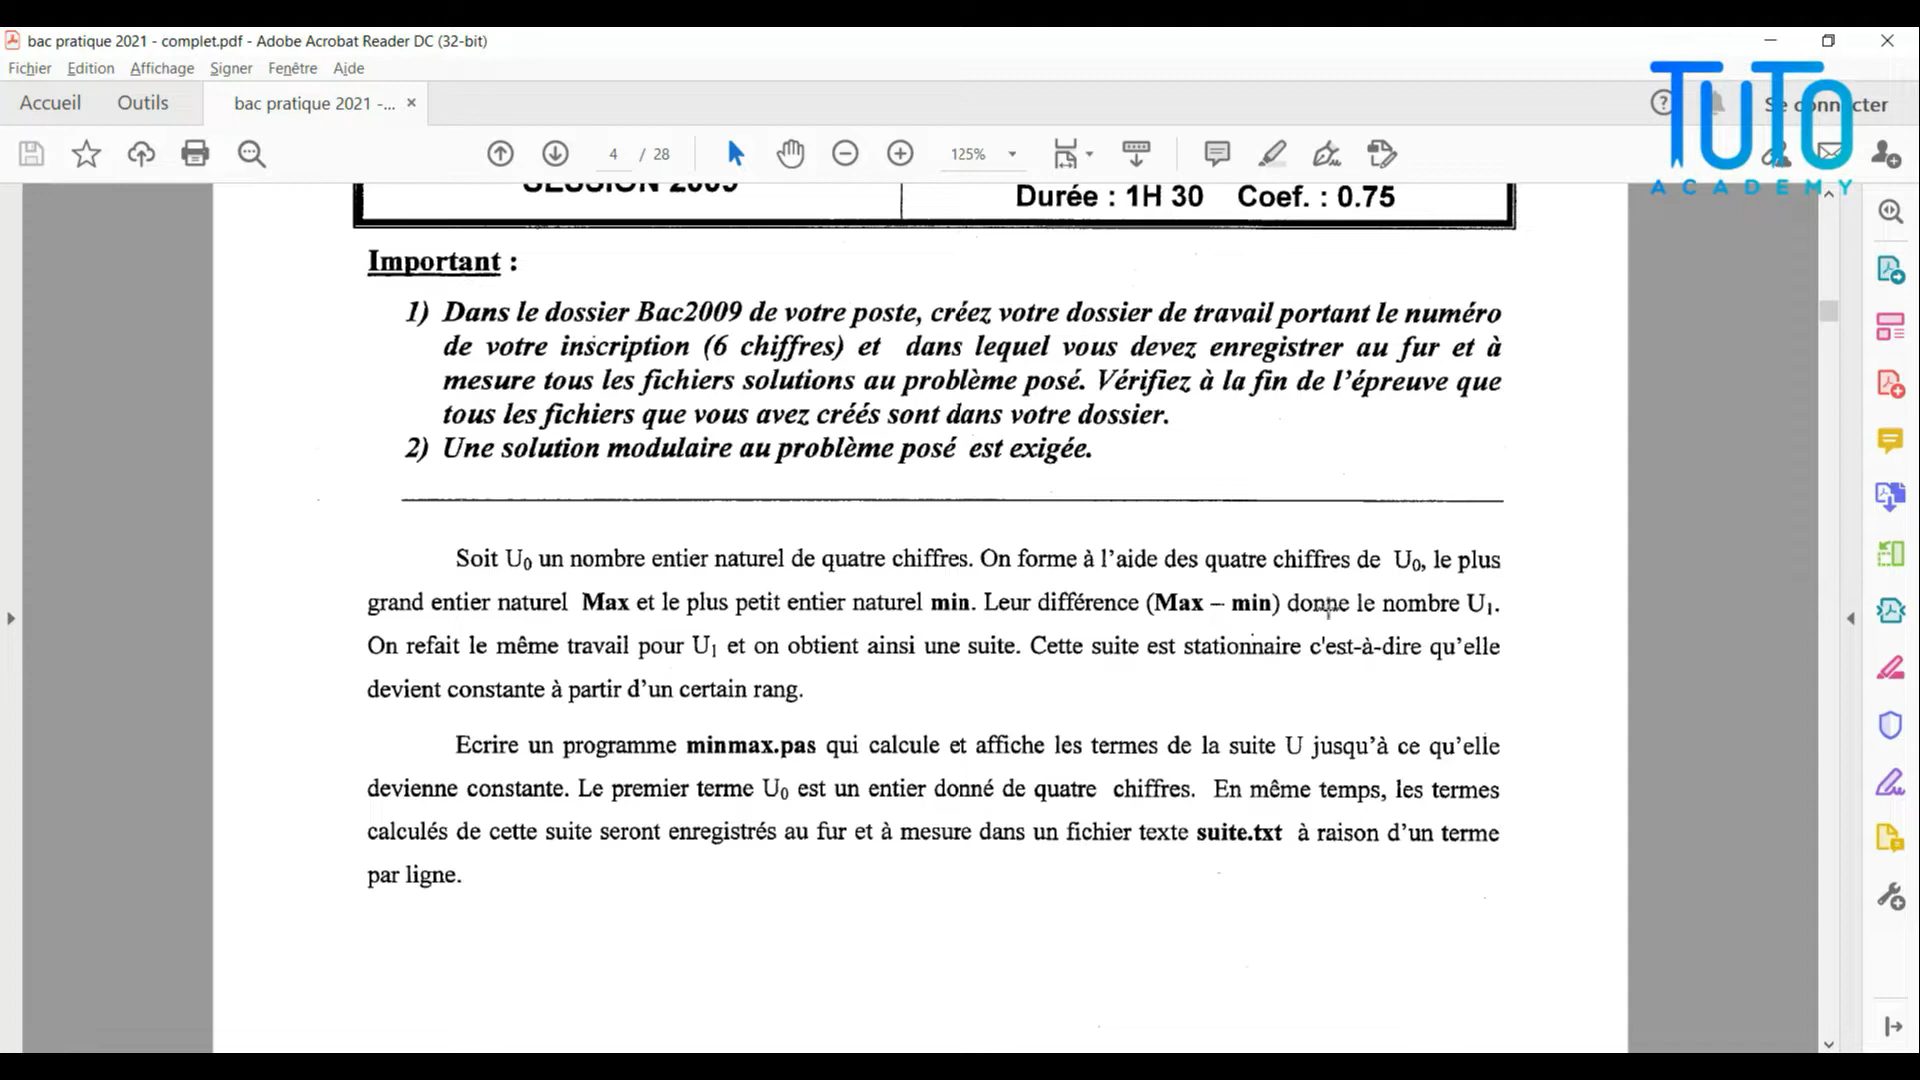 bac pratique 2021 - complet.pdf - Adobe Acrobat Reader DC (32-bit)
Fichier Edition Affichage Signer Fenêtre Aide
Accueil Outils bac pratique 2021 -... × Se connecter
TUTO
ACADEMY
4 / 28 125%
SESSION 2009
Durée : 1H 30 Coef. : 0.75
Important :
1) Dans le dossier Bac2009 de votre poste, créez votre dossier de travail portant le numéro
de votre inscription (6 chiffres) et dans lequel vous devez enregistrer au fur et à
mesure tous les fichiers solutions au problème posé. Vérifiez à la fin de l'épreuve que
tous les fichiers que vous avez créés sont dans votre dossier.
2) Une solution modulaire au problème posé est exigée.
Soit U0 un nombre entier naturel de quatre chiffres. On forme à l'aide des quatre chiffres de U0, le plus
grand entier naturel Max et le plus petit entier naturel min. Leur différence (Max – min) donne le nombre U1.
On refait le même travail pour U1 et on obtient ainsi une suite. Cette suite est stationnaire c'est-à-dire qu'elle
devient constante à partir d'un certain rang.
Ecrire un programme minmax.pas qui calcule et affiche les termes de la suite U jusqu'à ce qu'elle
devienne constante. Le premier terme U0 est un entier donné de quatre chiffres. En même temps, les termes
calculés de cette suite seront enregistrés au fur et à mesure dans un fichier texte suite.txt à raison d'un terme
par ligne.